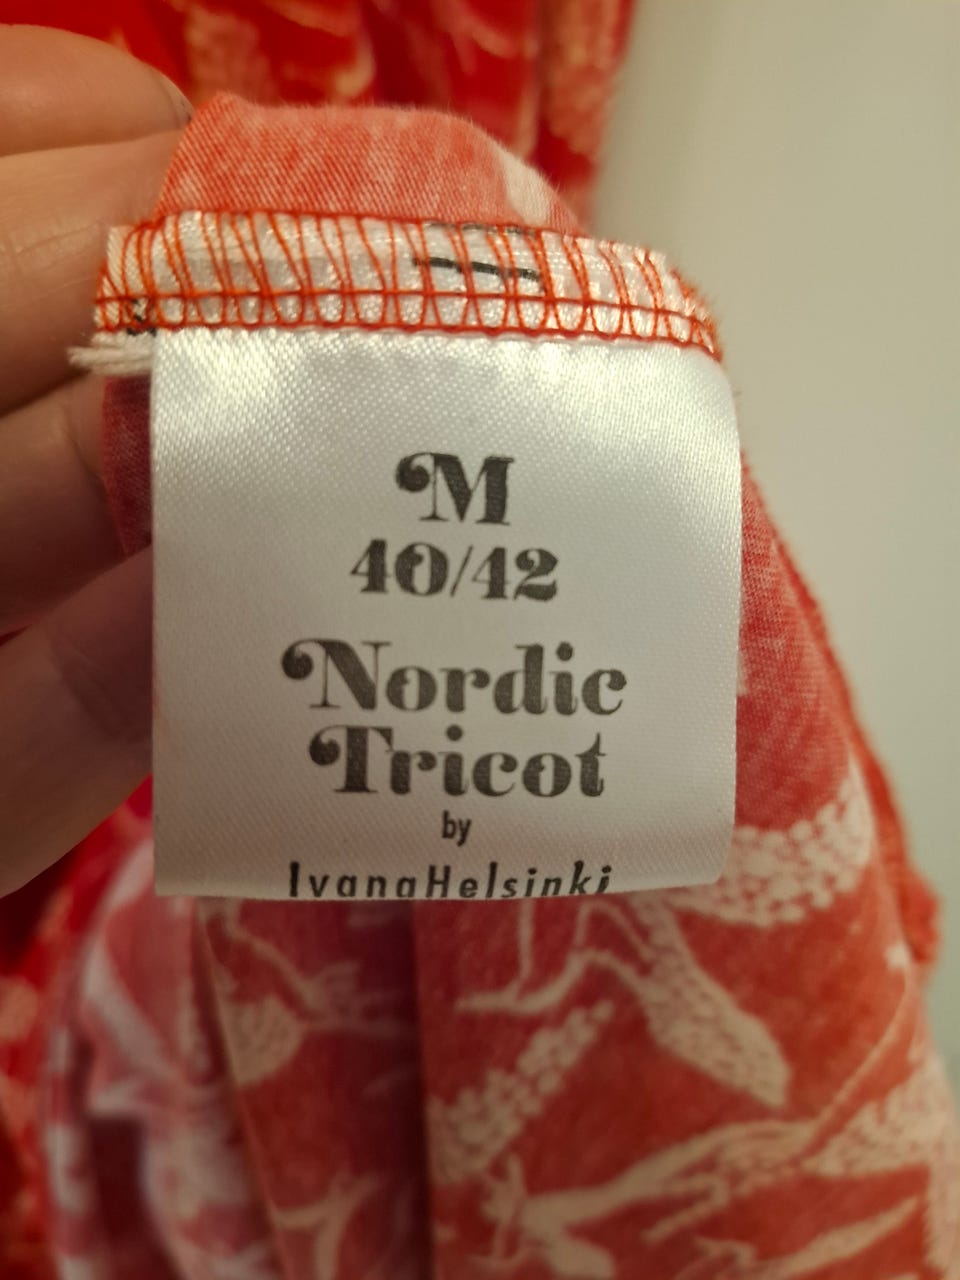 M
40/42
Nordic
Tricot
by
IvanaHelsinki